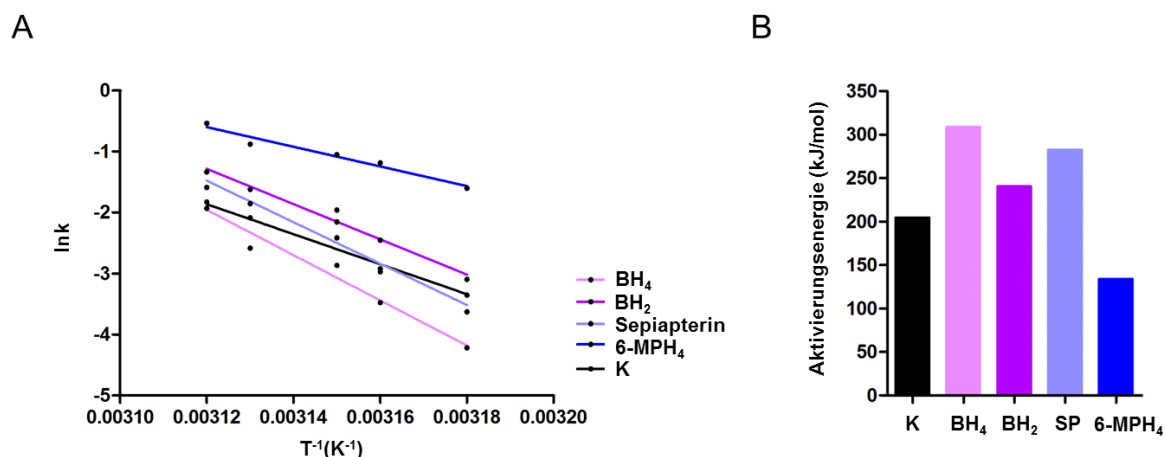 A
B
lnk
0
-1
-2
-3
-4
-5
0.00310
0.00312
0.00314
0.00316
0.00318
0.00320
T⁻¹(K⁻¹)
BH₄
BH₂
Sepiapterin
6-MPH₄
K
Aktivierungsenergie (kJ/mol)
350
300
250
200
150
100
50
0
K BH₄ BH₂ SP 6-MPH₄